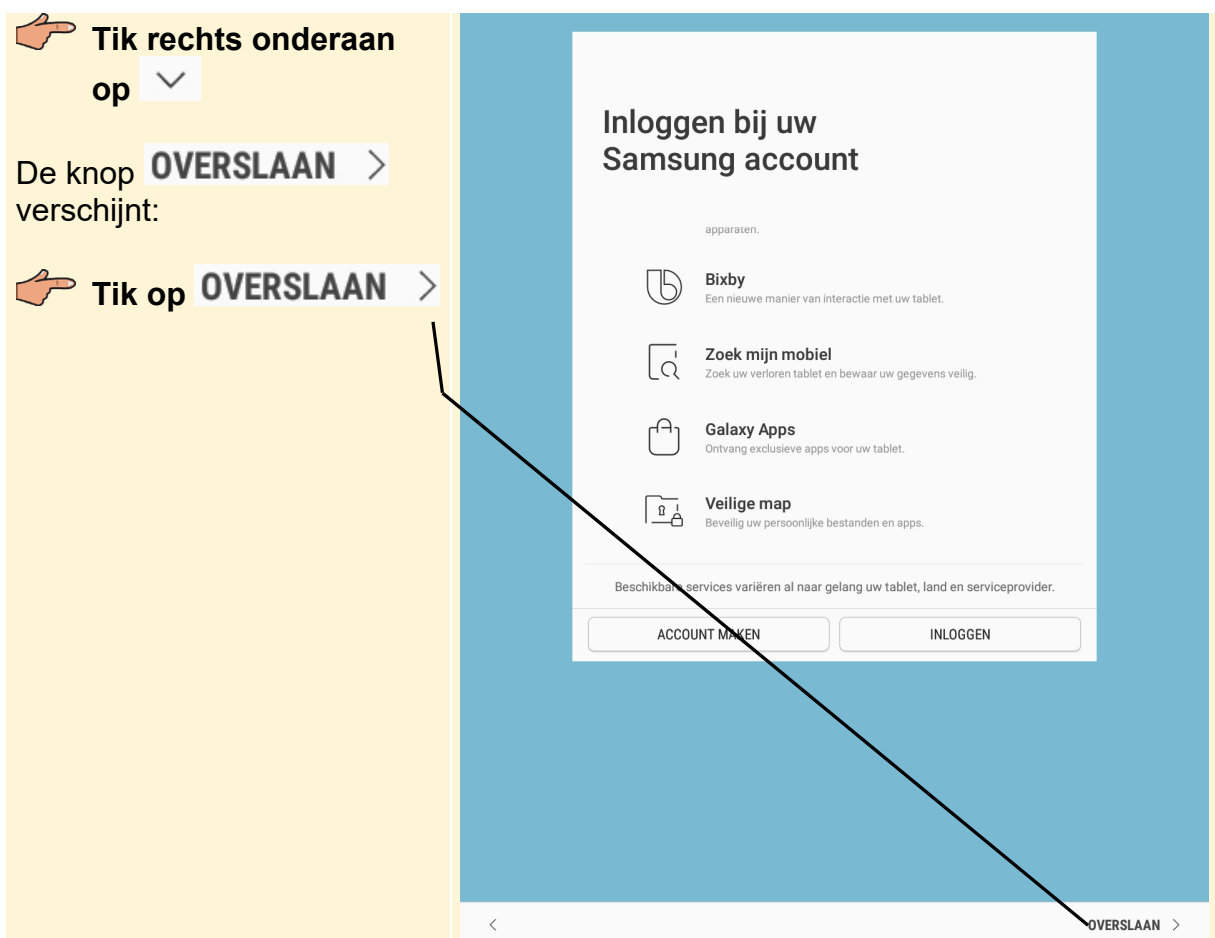 Tik rechts onderaan
op
De knop OVERSLAAN >
verschijnt:
Tik op OVERSLAAN >
Inloggen bij uw
Samsung account
apparaten.
Bixby
Een nieuwe manier van interactie met uw tablet.
Zoek mijn mobiel
Zoek uw verloren tablet en bewaar uw gegevens veilig.
Galaxy Apps
Ontvang exclusieve apps voor uw tablet.
Veilige map
Beveilig uw persoonlijke bestanden en apps.
Beschikbare services variëren al naar gelang uw tablet, land en serviceprovider.
ACCOUNT MAKEN
INLOGGEN
< OVERSLAAN >